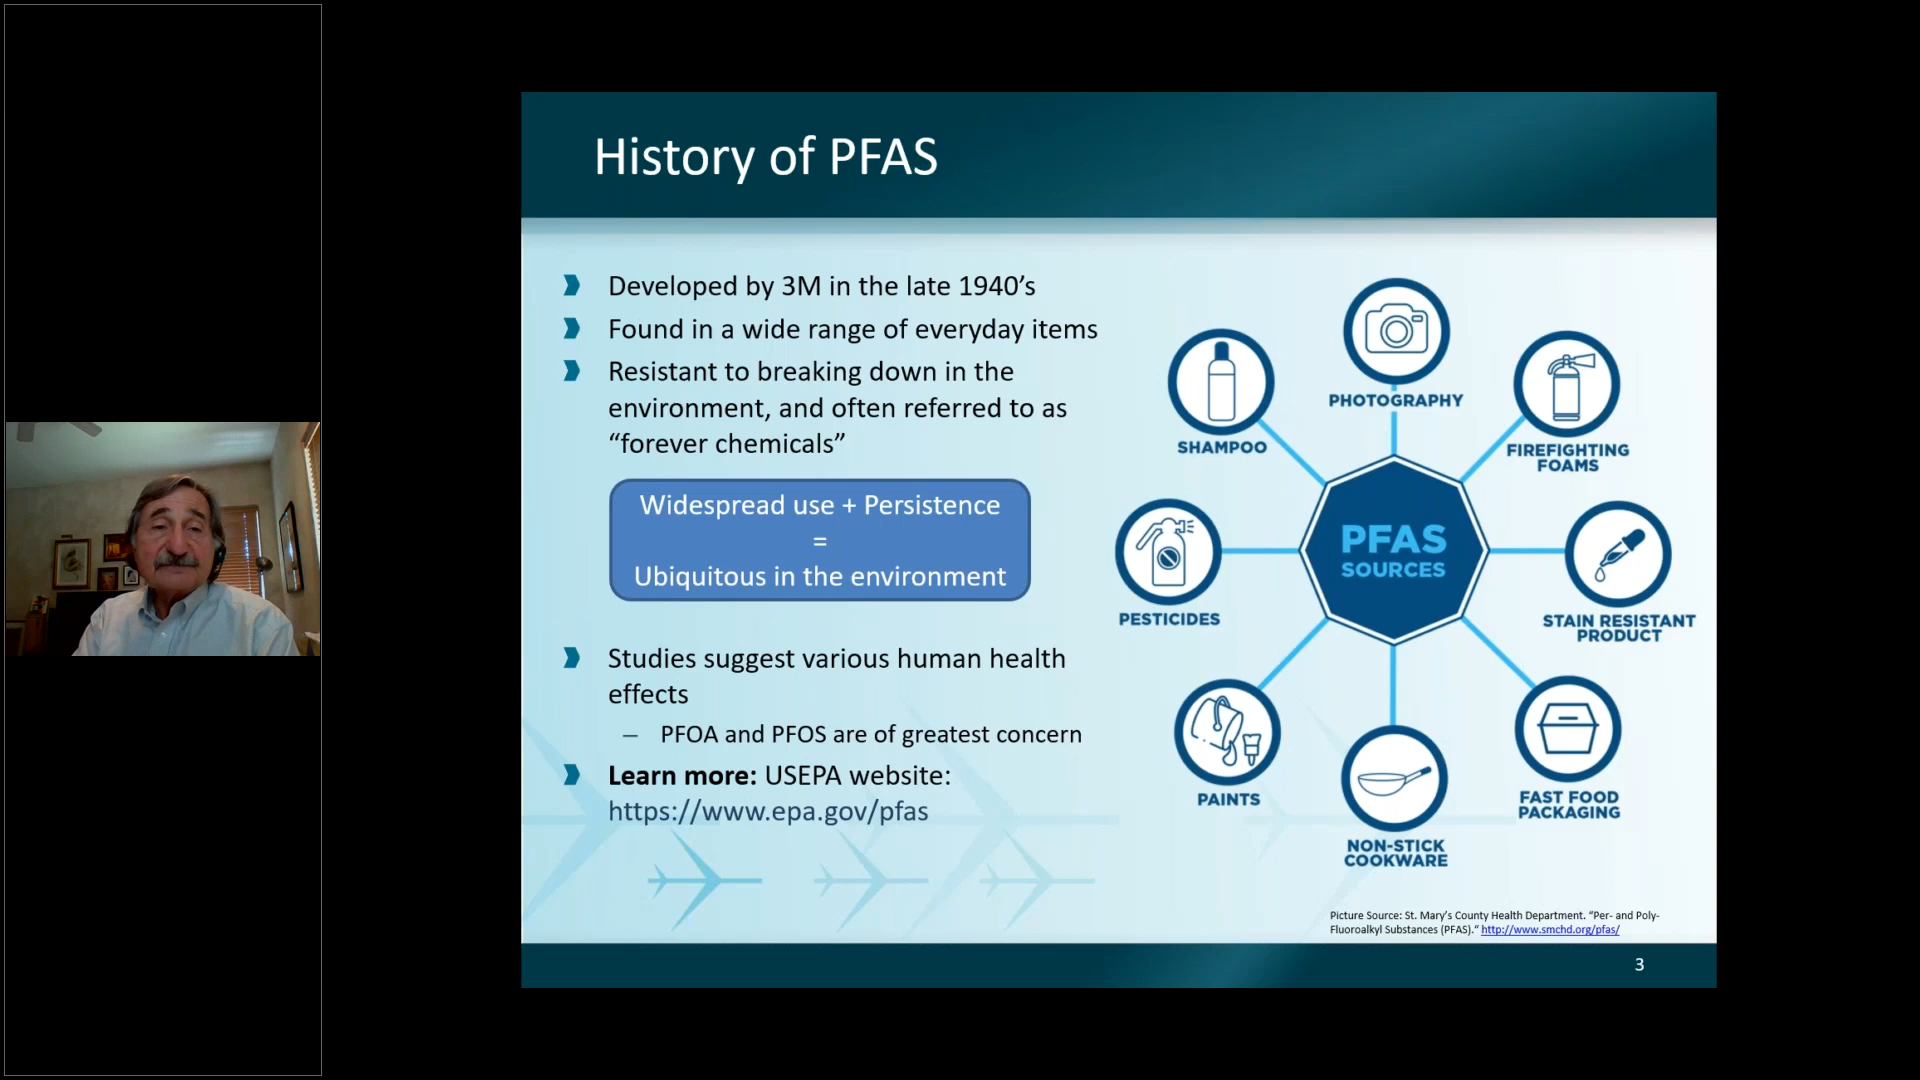 History of PFAS
Developed by 3M in the late 1940’s
Found in a wide range of everyday items
Resistant to breaking down in the
environment, and often referred to as
“forever chemicals”
Widespread use + Persistence
=
Ubiquitous in the environment
Studies suggest various human health
effects
– PFOA and PFOS are of greatest concern
Learn more: USEPA website:
https://www.epa.gov/pfas
PHOTOGRAPHY
SHAMPOO
FIREFIGHTING
FOAMS
PFAS
SOURCES
PESTICIDES
STAIN RESISTANT
PRODUCT
PAINTS
FAST FOOD
PACKAGING
NON-STICK
COOKWARE
Picture Source: St. Mary’s County Health Department. “Per- and Poly-
Fluoroalkyl Substances (PFAS).“ http://www.smchd.org/pfas/
3